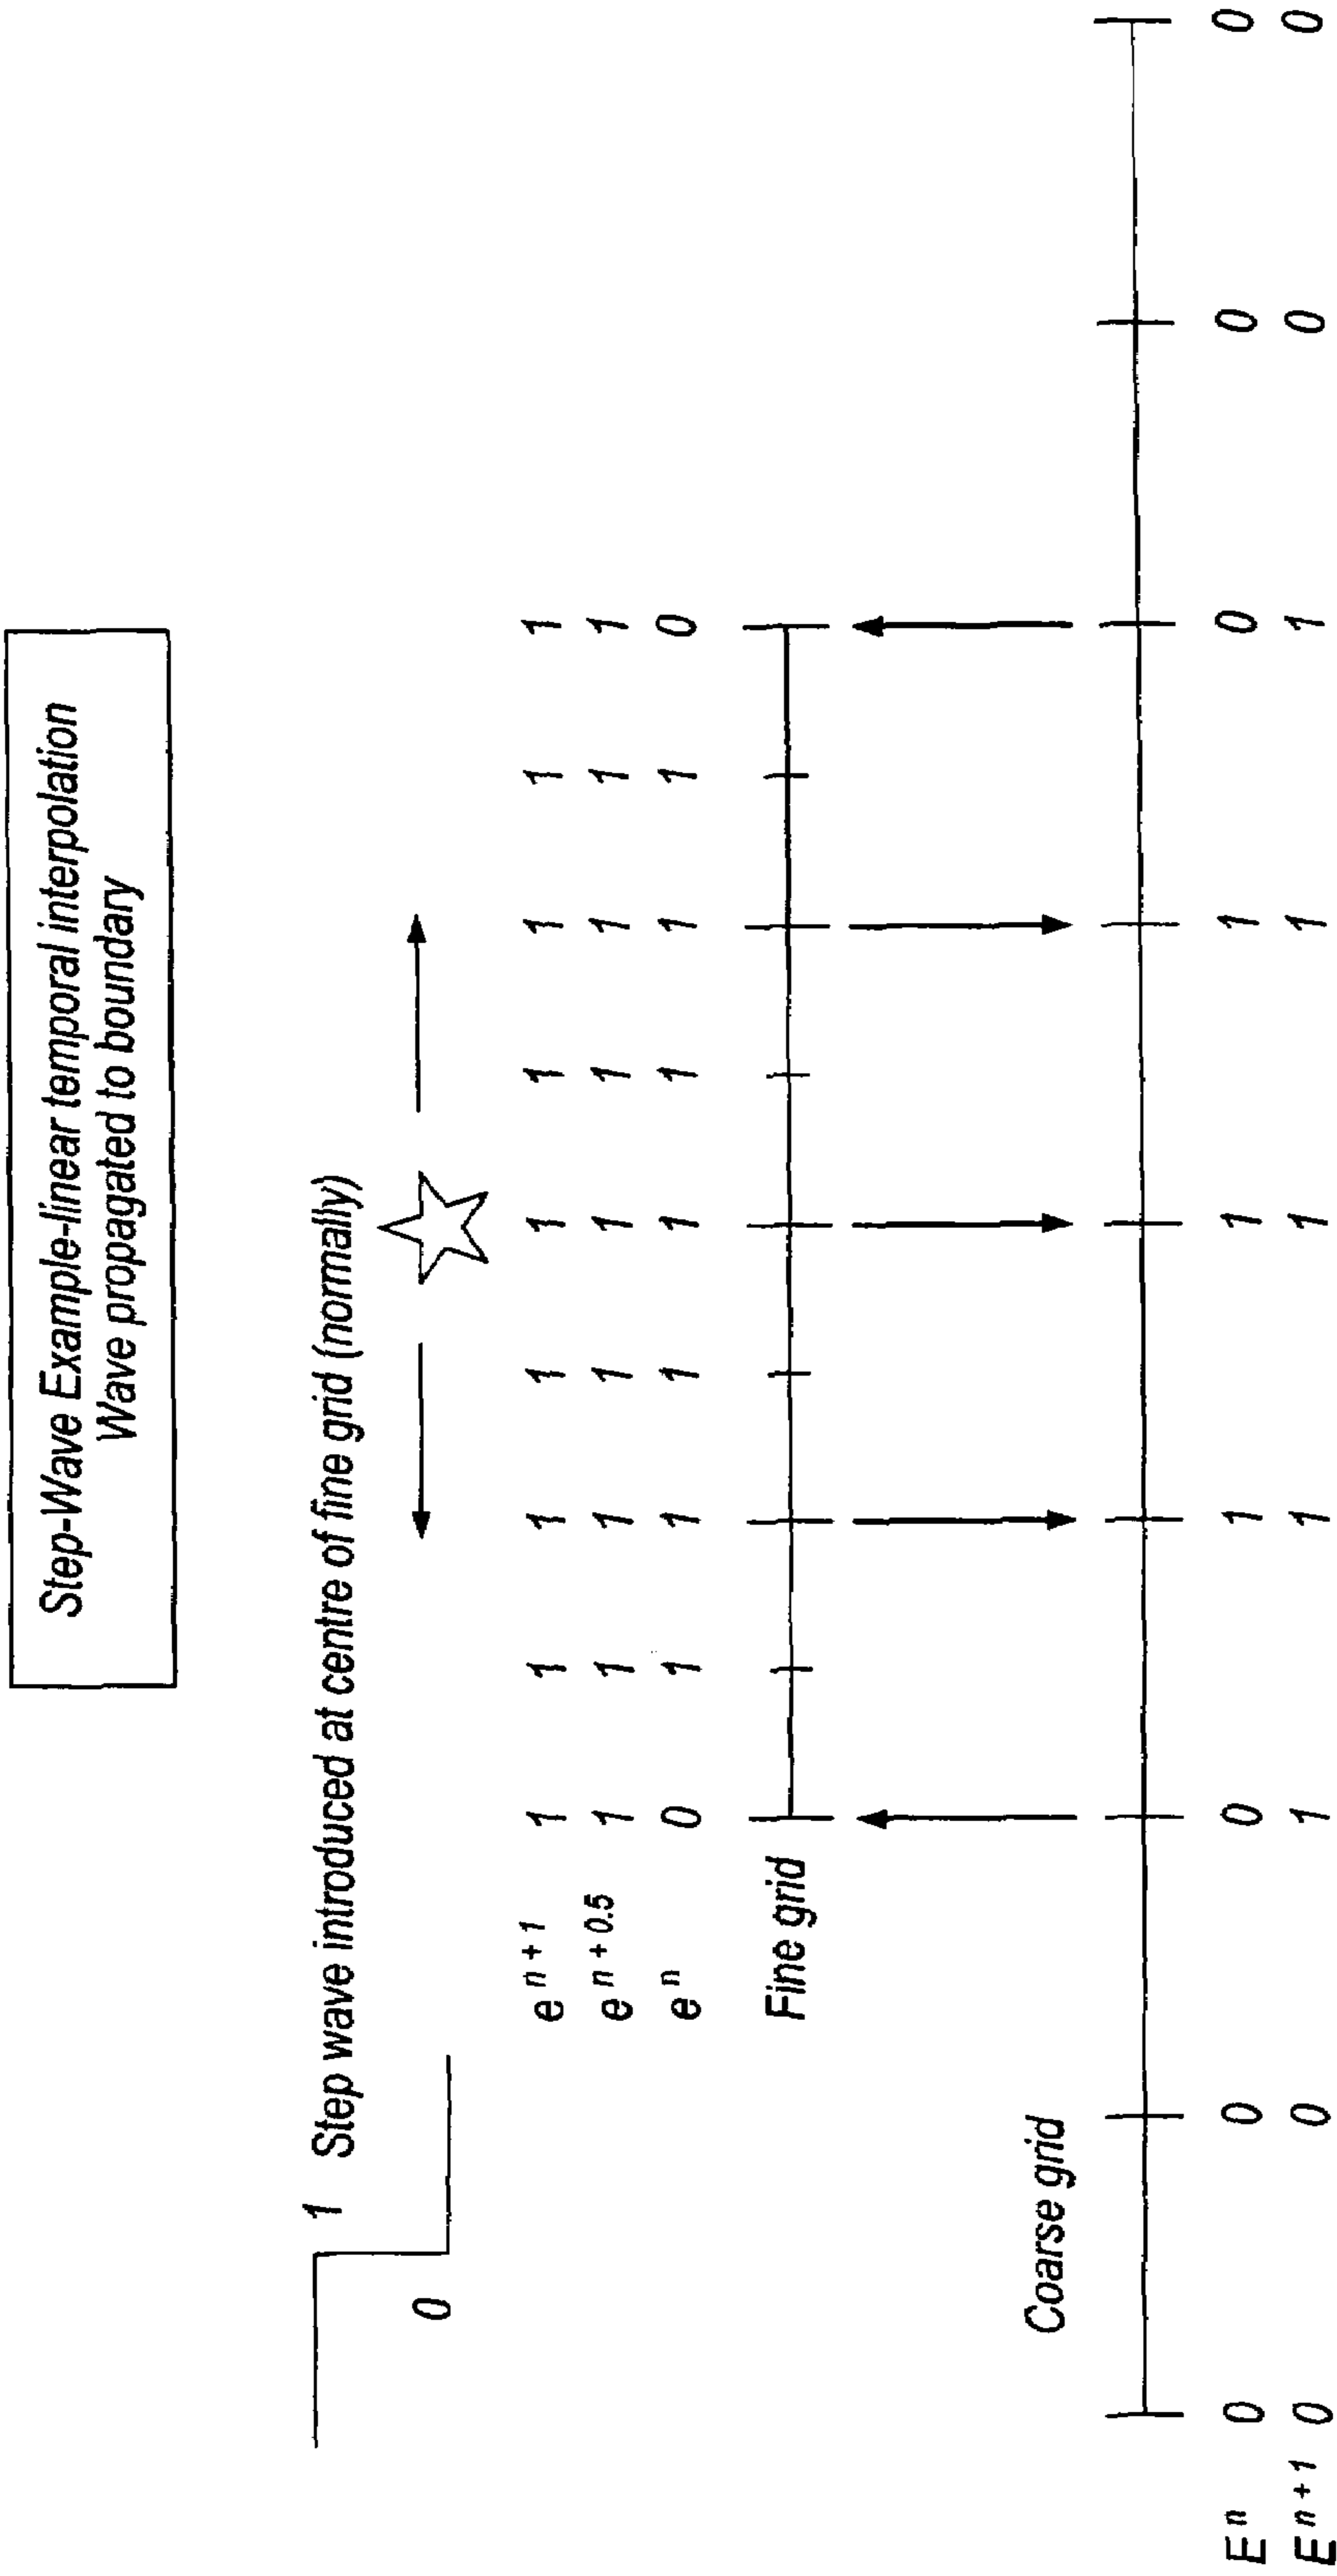 Step-Wave Example-linear temporal interpolation
Wave propagated to boundary
1 Step wave introduced at centre of fine grid (normally)
0
e^{n+1} 1 1 1 1 1 1 1 1 1
e^{n+0.5} 1 1 1 1 1 1 1 1 1
e^n 0 1 1 1 1 1 1 1 0
Fine grid
Coarse grid
E^n 0 0 0 1 1 1 0 0 0
E^{n+1} 0 0 1 1 1 1 1 0 0